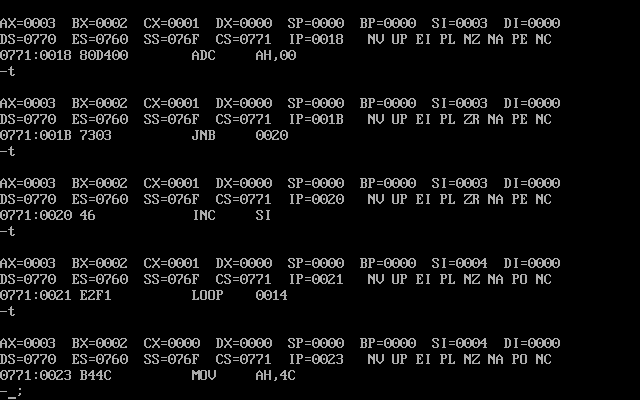 AX=0003 BX=0002 CX=0001 DX=0000 SP=0000 BP=0000 SI=0003 DI=0000
DS=0770 ES=0760 SS=076F CS=0771 IP=0018 NV UP EI PL NZ NA PE NC
0771:0018 80D400 ADC AH,00
-t
AX=0003 BX=0002 CX=0001 DX=0000 SP=0000 BP=0000 SI=0003 DI=0000
DS=0770 ES=0760 SS=076F CS=0771 IP=001B NV UP EI PL ZR NA PE NC
0771:001B 7303 JNB 0020
-t
AX=0003 BX=0002 CX=0001 DX=0000 SP=0000 BP=0000 SI=0003 DI=0000
DS=0770 ES=0760 SS=076F CS=0771 IP=0020 NV UP EI PL ZR NA PE NC
0771:0020 46 INC SI
-t
AX=0003 BX=0002 CX=0001 DX=0000 SP=0000 BP=0000 SI=0004 DI=0000
DS=0770 ES=0760 SS=076F CS=0771 IP=0021 NV UP EI PL NZ NA PO NC
0771:0021 E2F1 LOOP 0014
-t
AX=0003 BX=0002 CX=0000 DX=0000 SP=0000 BP=0000 SI=0004 DI=0000
DS=0770 ES=0760 SS=076F CS=0771 IP=0023 NV UP EI PL NZ NA PO NC
0771:0023 B44C MOV AH,4C
-_;